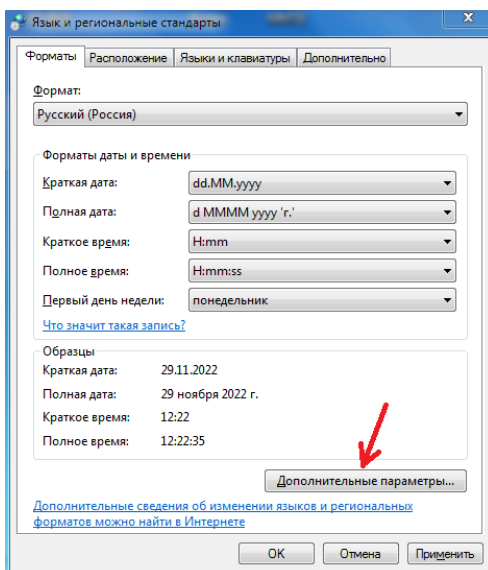 Язык и региональные стандарты
Форматы Расположение Языки и клавиатуры Дополнительно
Формат:
Русский (Россия)
Форматы даты и времени
Краткая дата: dd.MM.yyyy
Полная дата: d MMMM yyyy 'г.'
Краткое время: H:mm
Полное время: H:mm:ss
Первый день недели: понедельник
Что значит такая запись?
Образцы
Краткая дата: 29.11.2022
Полная дата: 29 ноября 2022 г.
Краткое время: 12:22
Полное время: 12:22:35
Дополнительные параметры...
Дополнительные сведения об изменении языков и региональных
форматов можно найти в Интернете
OK Отмена Применить